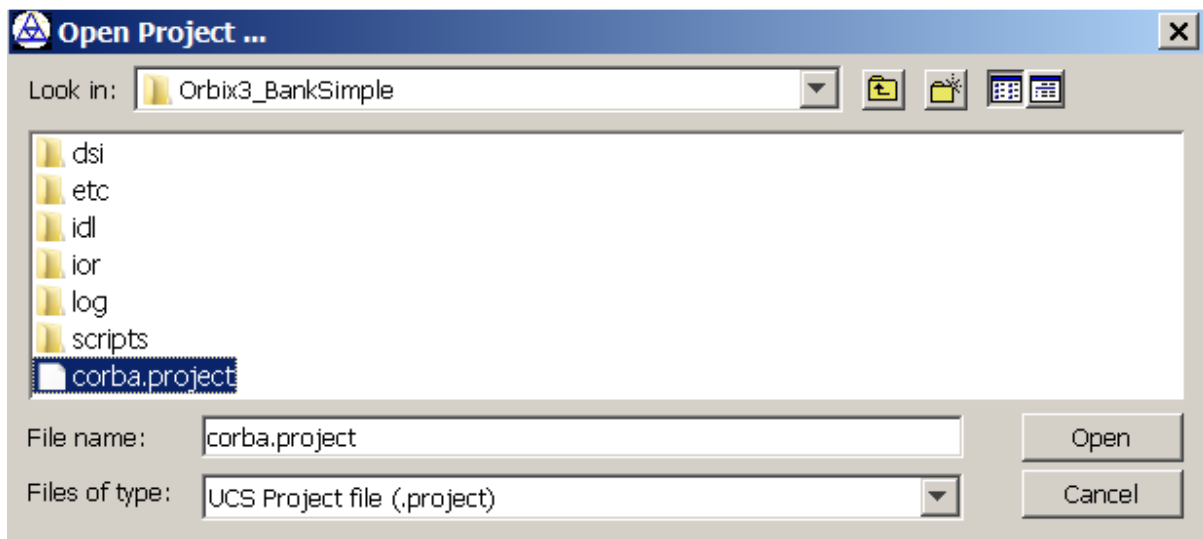 Open Project ...
Look in: Orbix3_BankSimple
dsi
etc
idl
ior
log
scripts
corba.project
File name: corba.project Open
Files of type: UCS Project file (.project) Cancel